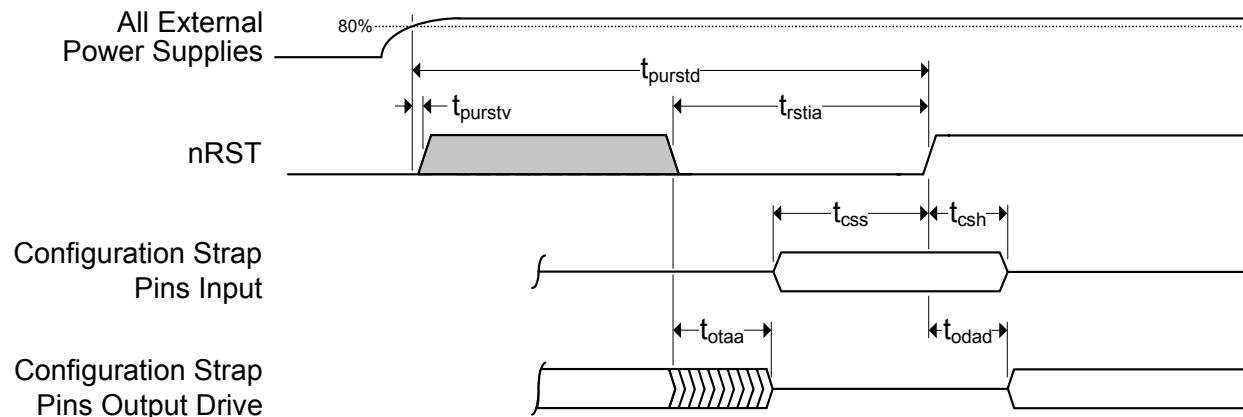 All External
Power Supplies
80%
tpurstd
tpurstv
trstia
nRST
tcss
tcsh
Configuration Strap
Pins Input
totaa
todad
Configuration Strap
Pins Output Drive